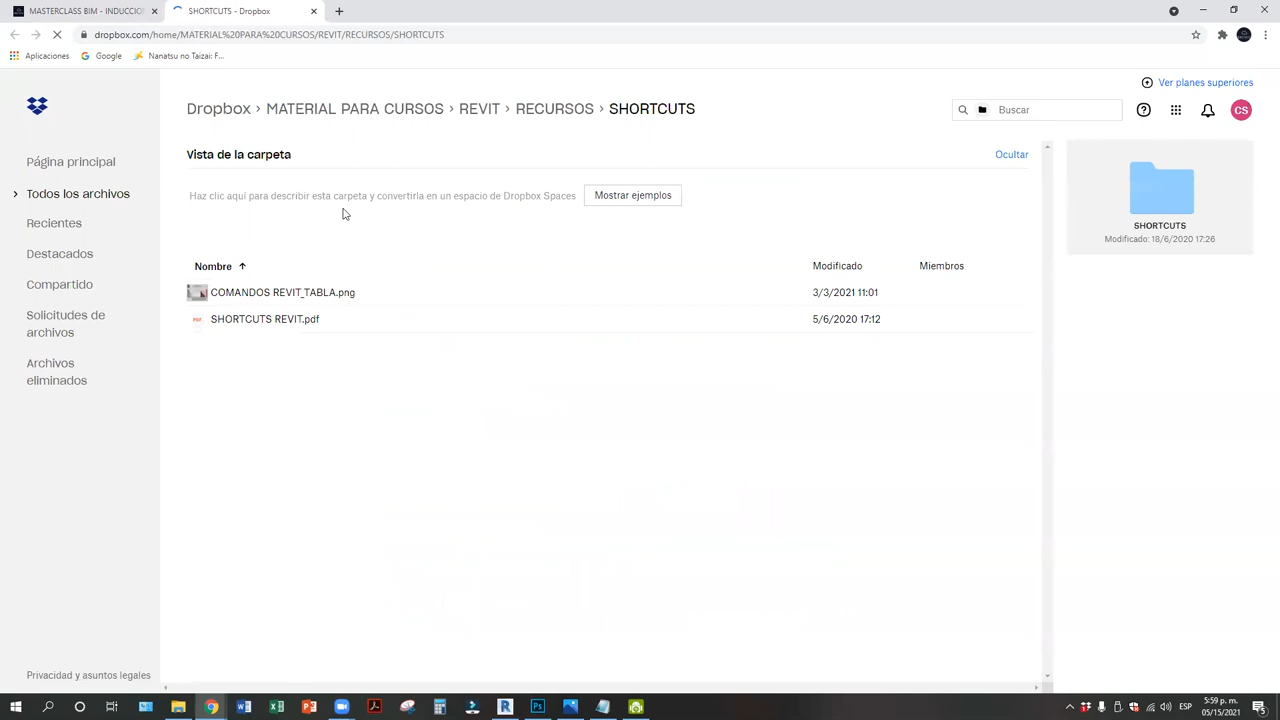 MASTERCLASS BIM - INDUCCION
SHORTCUTS - Dropbox
dropbox.com/home/MATERIAL%20PARA%20CURSOS/REVIT/RECURSOS/SHORTCUTS
Aplicaciones
Google
Nanatsu no Taizai: F...
Ver planes superiores
Dropbox › MATERIAL PARA CURSOS › REVIT › RECURSOS › SHORTCUTS
Buscar
CS
Vista de la carpeta
Ocultar
Haz clic aquí para describir esta carpeta y convertirla en un espacio de Dropbox Spaces
Mostrar ejemplos
Página principal
Todos los archivos
Recientes
Destacados
Compartido
Solicitudes de
archivos
Archivos
eliminados
SHORTCUTS
Modificado: 18/6/2020 17:26
Nombre
Modificado
Miembros
COMANDOS REVIT_TABLA.png
3/3/2021 11:01
PDF
SHORTCUTS REVIT.pdf
5/6/2020 17:12
Privacidad y asuntos legales
ESP
5:59 p. m.
05/15/2021